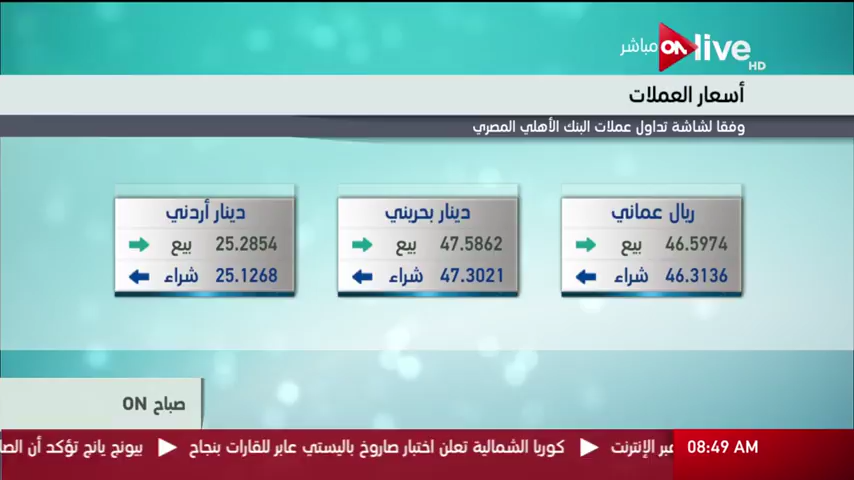 مباشر ON live HD
أسعار العملات
وفقا لشاشة تداول عملات البنك الأهلي المصري
ريال عماني
46.5974 بيع
46.3136 شراء
دينار بحريني
47.5862 بيع
47.3021 شراء
دينار أردني
25.2854 بيع
25.1268 شراء
صباح ON
08:49 AM
عبر الإنترنت ◀ كوريا الشمالية تعلن اختبار صاروخ باليستي عابر للقارات بنجاح ◀ بيونج يانج تؤكد أن